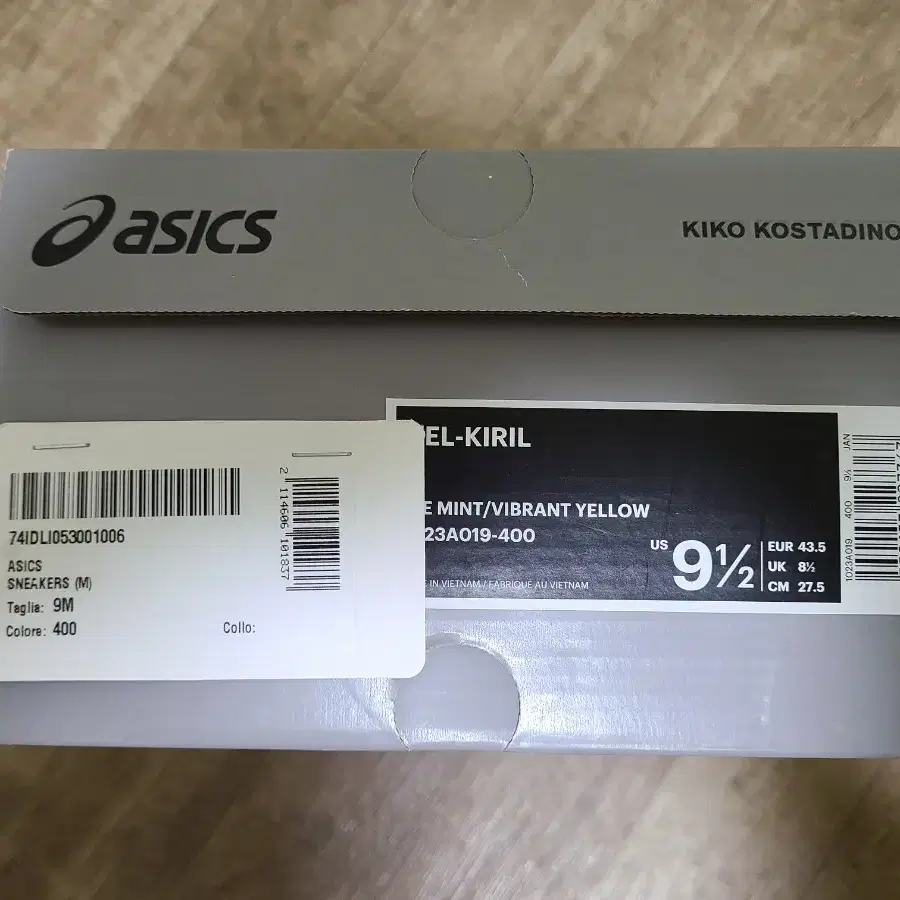 asics
KIKO KOSTADINO
EL-KIRIL
E MINT/VIBRANT YELLOW
23A019-400
US 9½
EUR 43.5
UK 8½
CM 27.5
E IN VIETNAM / FABRIQUE AU VIETNAM
1023A019 400 9½ JAN
74IDLI053001006
2 114606 101837
ASICS
SNEAKERS (M)
Taglia: 9M
Colore: 400
Collo: